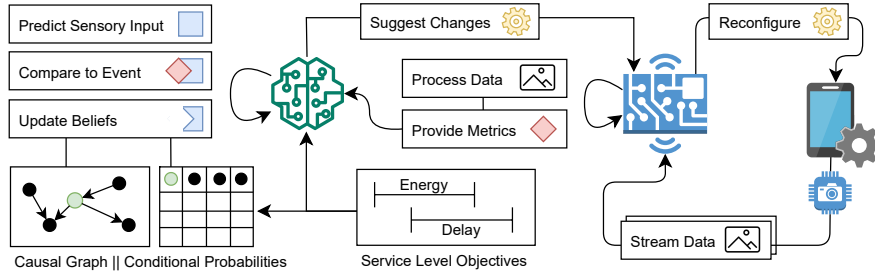 Predict Sensory Input
Compare to Event
Update Beliefs
Causal Graph || Conditional Probabilities
Suggest Changes
Process Data
Provide Metrics
Energy
Delay
Service Level Objectives
Reconfigure
Stream Data